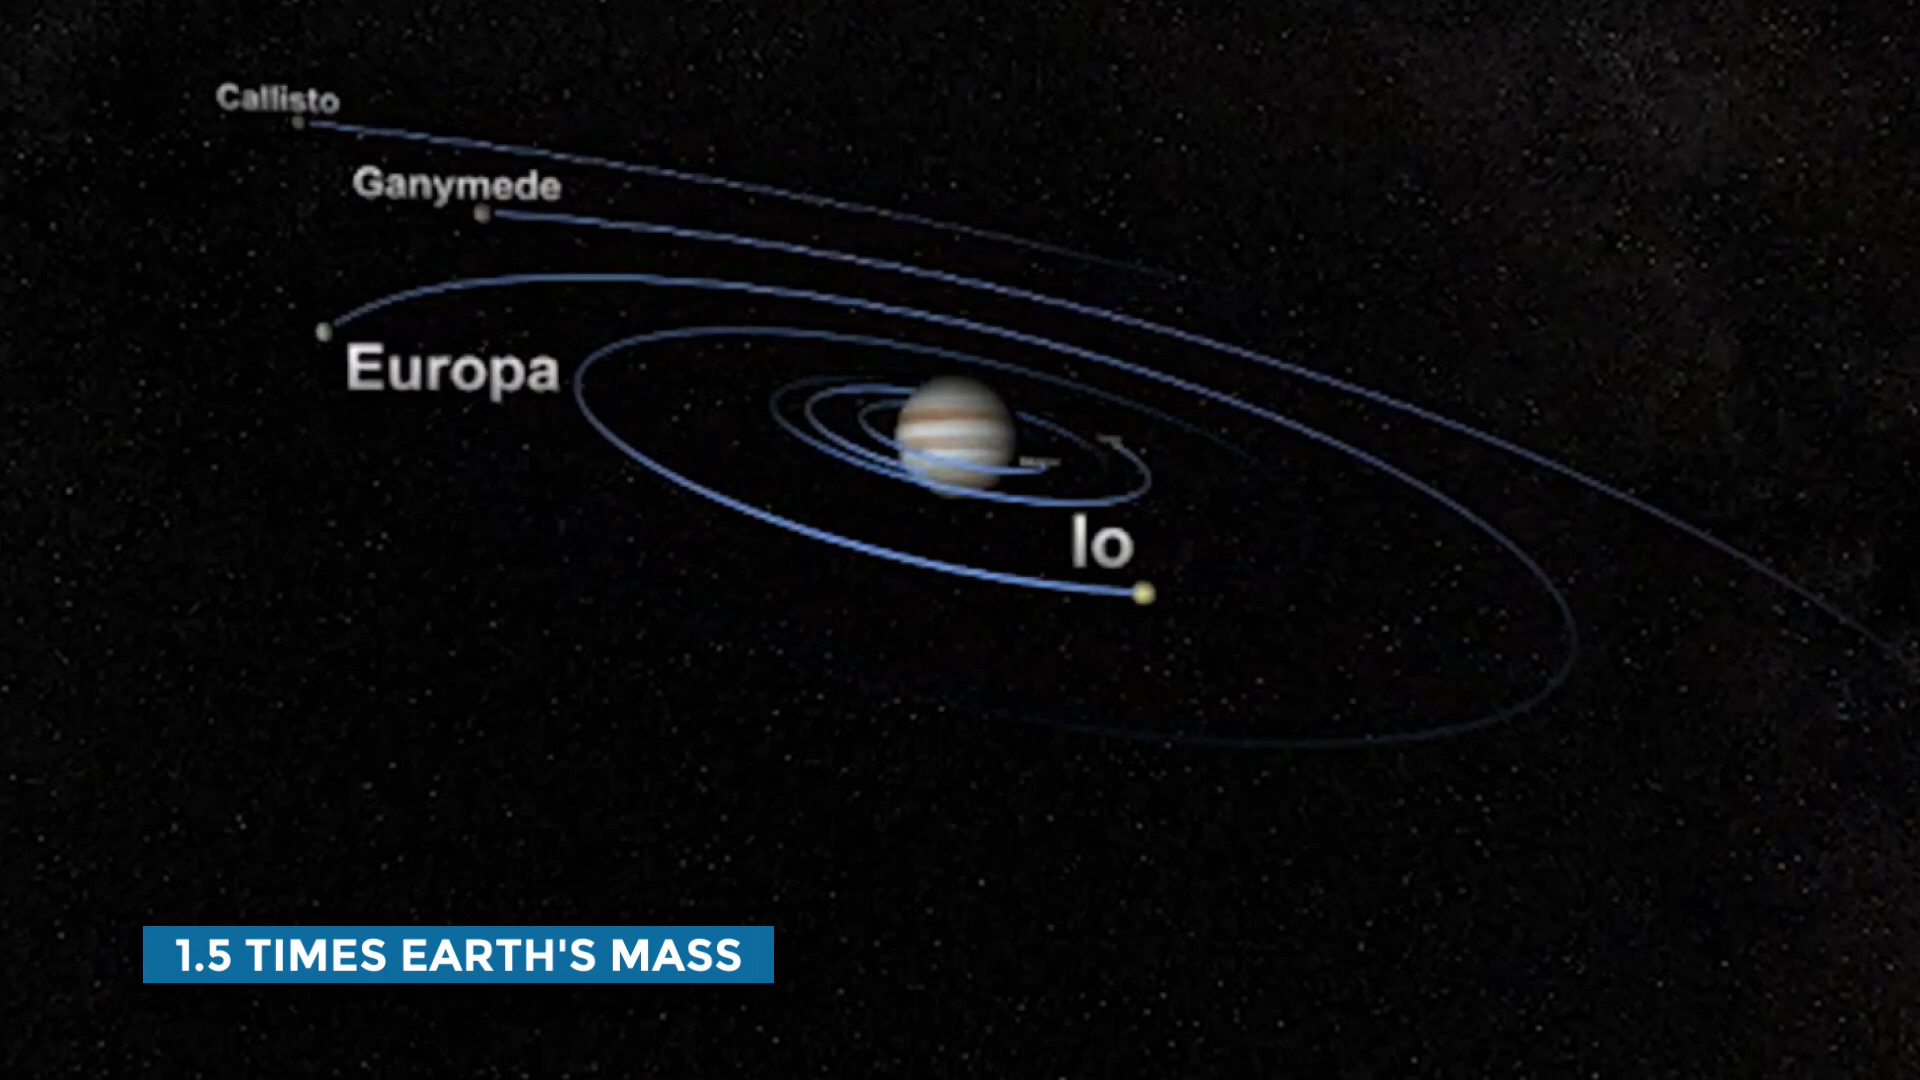 Callisto
Ganymede
Europa
Io
1.5 TIMES EARTH'S MASS